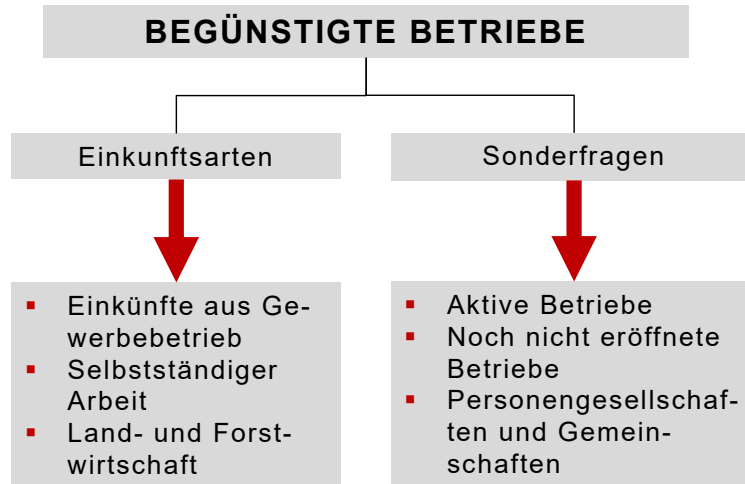 BEGÜNSTIGTE BETRIEBE
Einkunftsarten
▪ Einkünfte aus Ge-
werbebetrieb
▪ Selbstständiger
Arbeit
▪ Land- und Forst-
wirtschaft
Sonderfragen
▪ Aktive Betriebe
▪ Noch nicht eröffnete
Betriebe
▪ Personengesellschaf-
ten und Gemein-
schaften